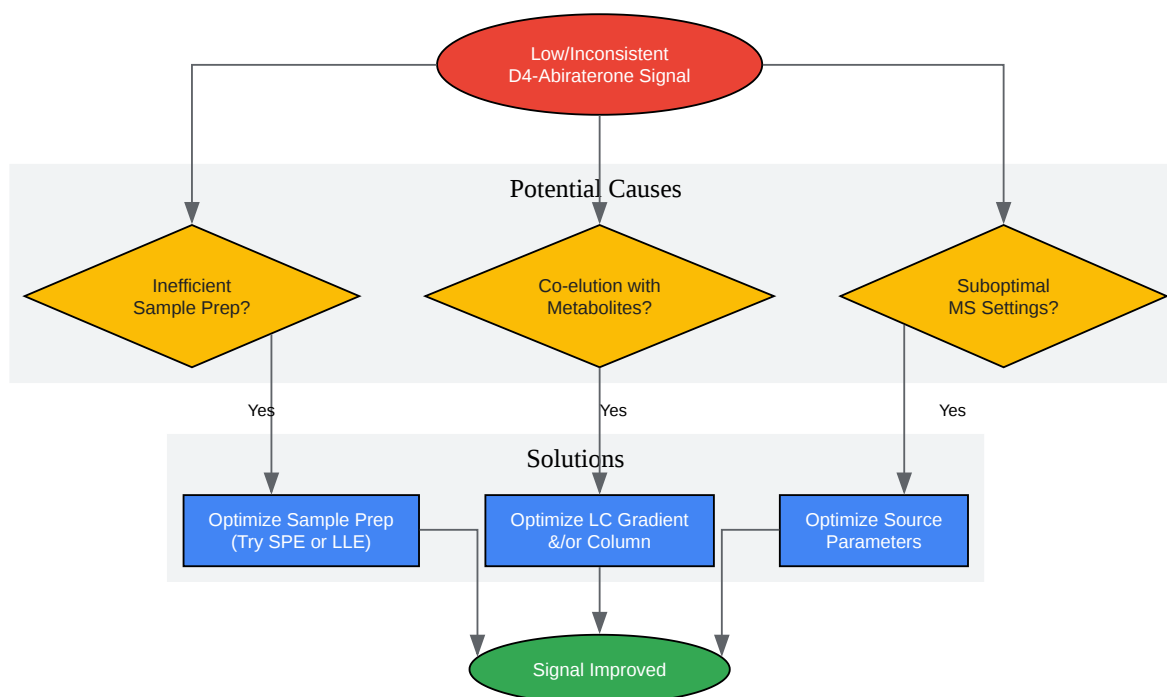 Low/Inconsistent
D4-Abiraterone Signal
Potential Causes
Inefficient
Sample Prep?
Co-elution with
Metabolites?
Suboptimal
MS Settings?
Yes
Yes
Yes
Solutions
Optimize Sample Prep
(Try SPE or LLE)
Optimize LC Gradient
&/or Column
Optimize Source
Parameters
Signal Improved